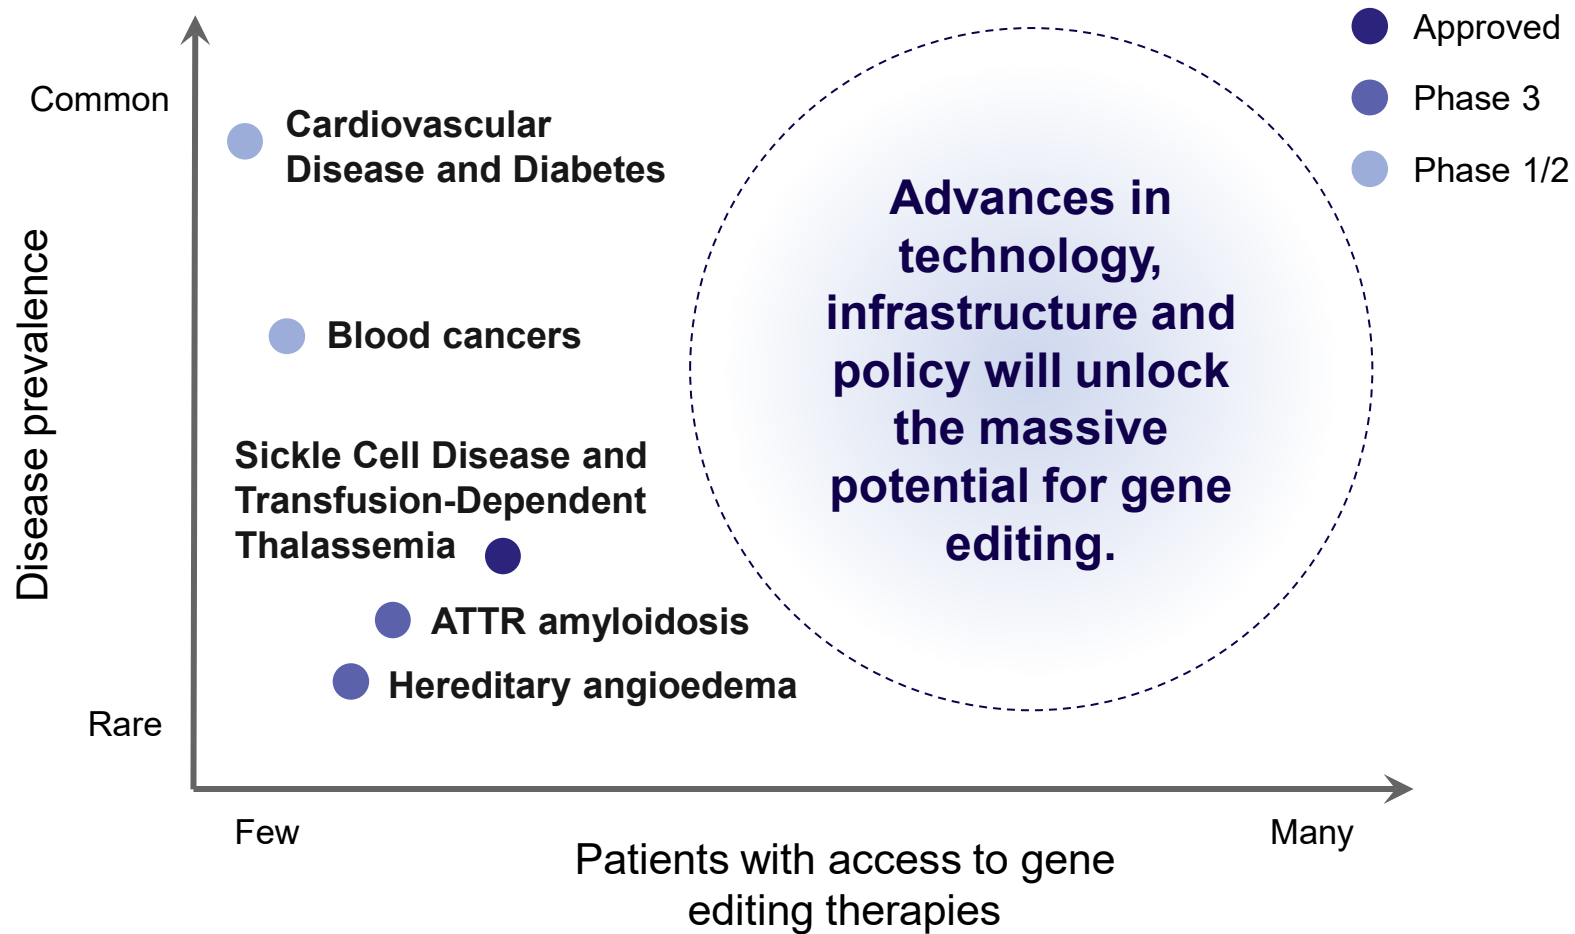 Common
Rare
Disease prevalence
Cardiovascular
Disease and Diabetes
Blood cancers
Sickle Cell Disease and
Transfusion-Dependent
Thalassemia
ATTR amyloidosis
Hereditary angioedema
Advances in
technology,
infrastructure and
policy will unlock
the massive
potential for gene
editing.
Approved
Phase 3
Phase 1/2
Few
Many
Patients with access to gene
editing therapies